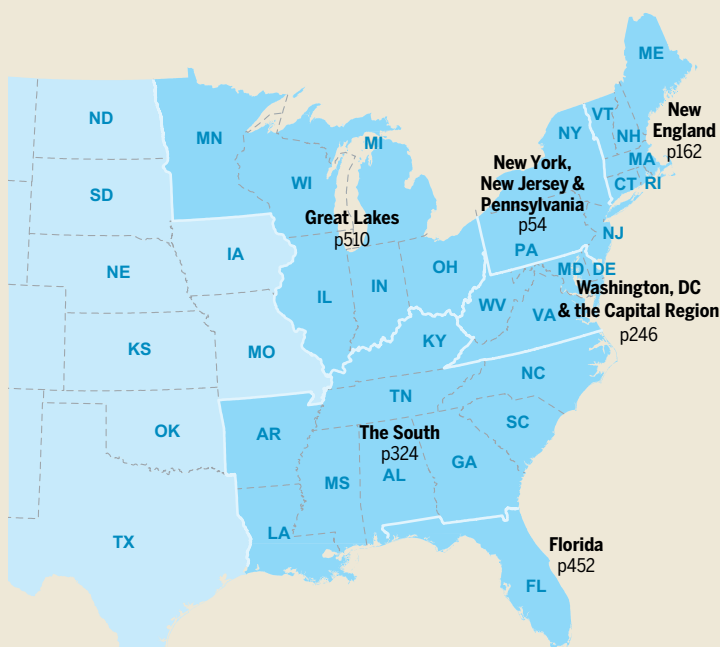 ME
ND
MN
VT
NY
NH
New
England
p162
MI
MA
WI
New York,
New Jersey &
Pennsylvania
p54
CT
RI
SD
Great Lakes
p510
NJ
IA
PA
OH
MD
DE
NE
IN
IL
Washington, DC
& the Capital Region
p246
WV
VA
KS
MO
KY
NC
TN
OK
AR
The South
p324
SC
GA
AL
MS
LA
TX
Florida
p452
FL